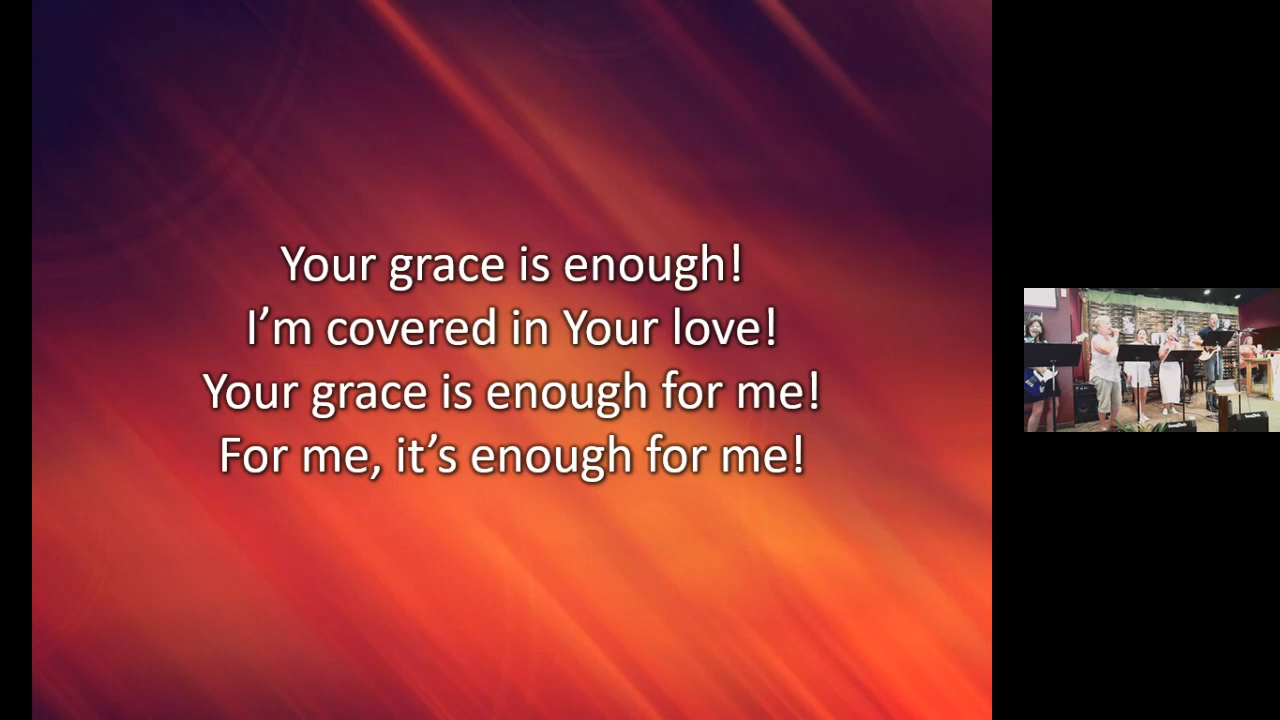 Your grace is enough!
I’m covered in Your love!
Your grace is enough for me!
For me, it’s enough for me!